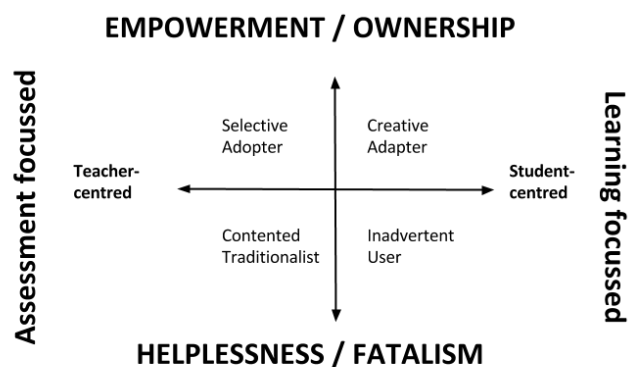 EMPOWERMENT / OWNERSHIP
Assessment focussed
Learning focussed
Selective
Adopter
Creative
Adapter
Teacher-
centred
Student-
centred
Contented
Traditionalist
Inadvertent
User
HELPLESSNESS / FATALISM